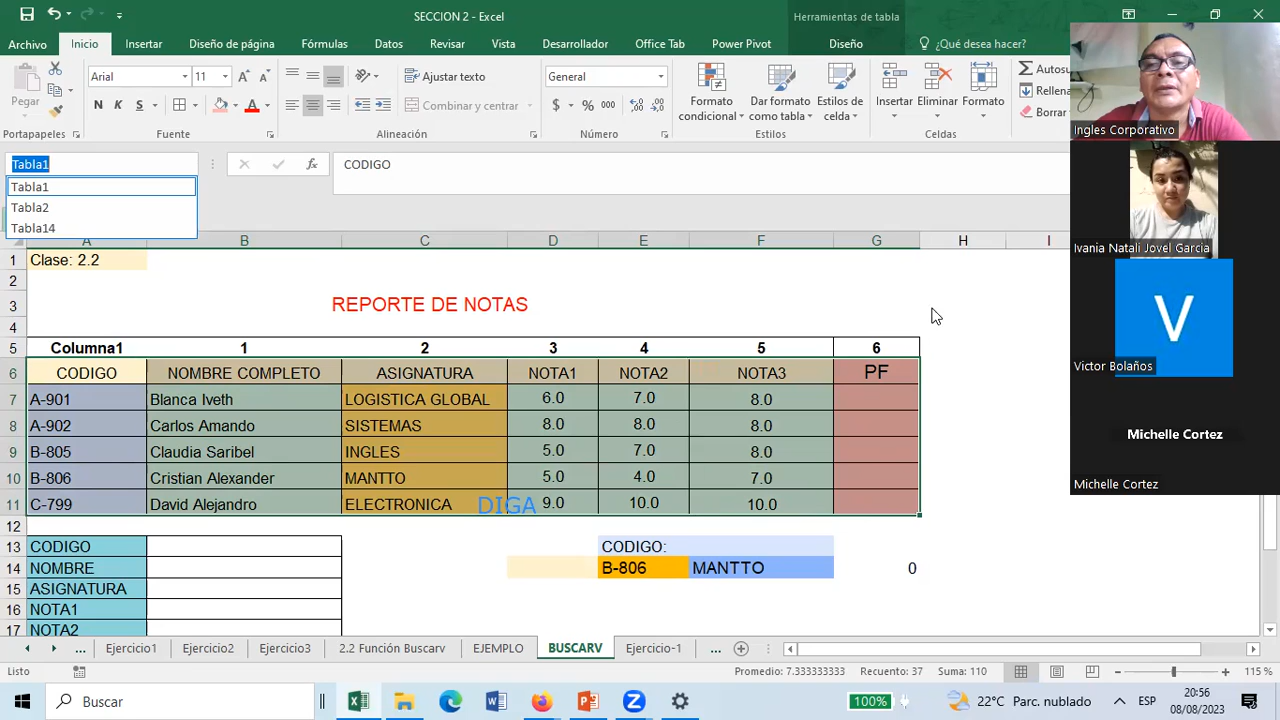 SECCION 2 - Excel
Herramientas de tabla
Archivo Inicio Insertar Diseño de página Fórmulas Datos Revisar Vista Desarrollador Office Tab Power Pivot Diseño ¿Qué desea hacer?
Pegar
Arial 11
N K S
Ajustar texto
Combinar y centrar
General
$ % 000
Formato condicional
Dar formato como tabla
Estilos de celda
Insertar Eliminar Formato
Autosu
Rellena
Borrar
Portapapeles Fuente Alineación Número Estilos Celdas
Tabla1
fx CODIGO
Tabla1
Tabla2
Tabla14
A B C D E F G H I
1 Clase: 2.2
2
3 REPORTE DE NOTAS
4
5 Columna1 1 2 3 4 5 6
6 CODIGO NOMBRE COMPLETO ASIGNATURA NOTA1 NOTA2 NOTA3 PF
7 A-901 Blanca Iveth LOGISTICA GLOBAL 6.0 7.0 8.0
8 A-902 Carlos Amando SISTEMAS 8.0 8.0 8.0
9 B-805 Claudia Saribel INGLES 5.0 7.0 8.0
10 B-806 Cristian Alexander MANTTO 5.0 4.0 7.0
11 C-799 David Alejandro ELECTRONICA DIGA 9.0 10.0 10.0
12
13 CODIGO CODIGO:
14 NOMBRE B-806 MANTTO 0
15 ASIGNATURA
16 NOTA1
17 NOTA2
... Ejercicio1 Ejercicio2 Ejercicio3 2.2 Función Buscarv EJEMPLO BUSCARV Ejercicio-1 ...
Listo Promedio: 7.333333333 Recuento: 37 Suma: 110 115 %
Buscar
100% 22°C Parc. nublado ESP
20:56
08/08/2023
Ingles Corporativo
Ivania Natali Jovel Garcia
V
Victor Bolaños
Michelle Cortez
Michelle Cortez